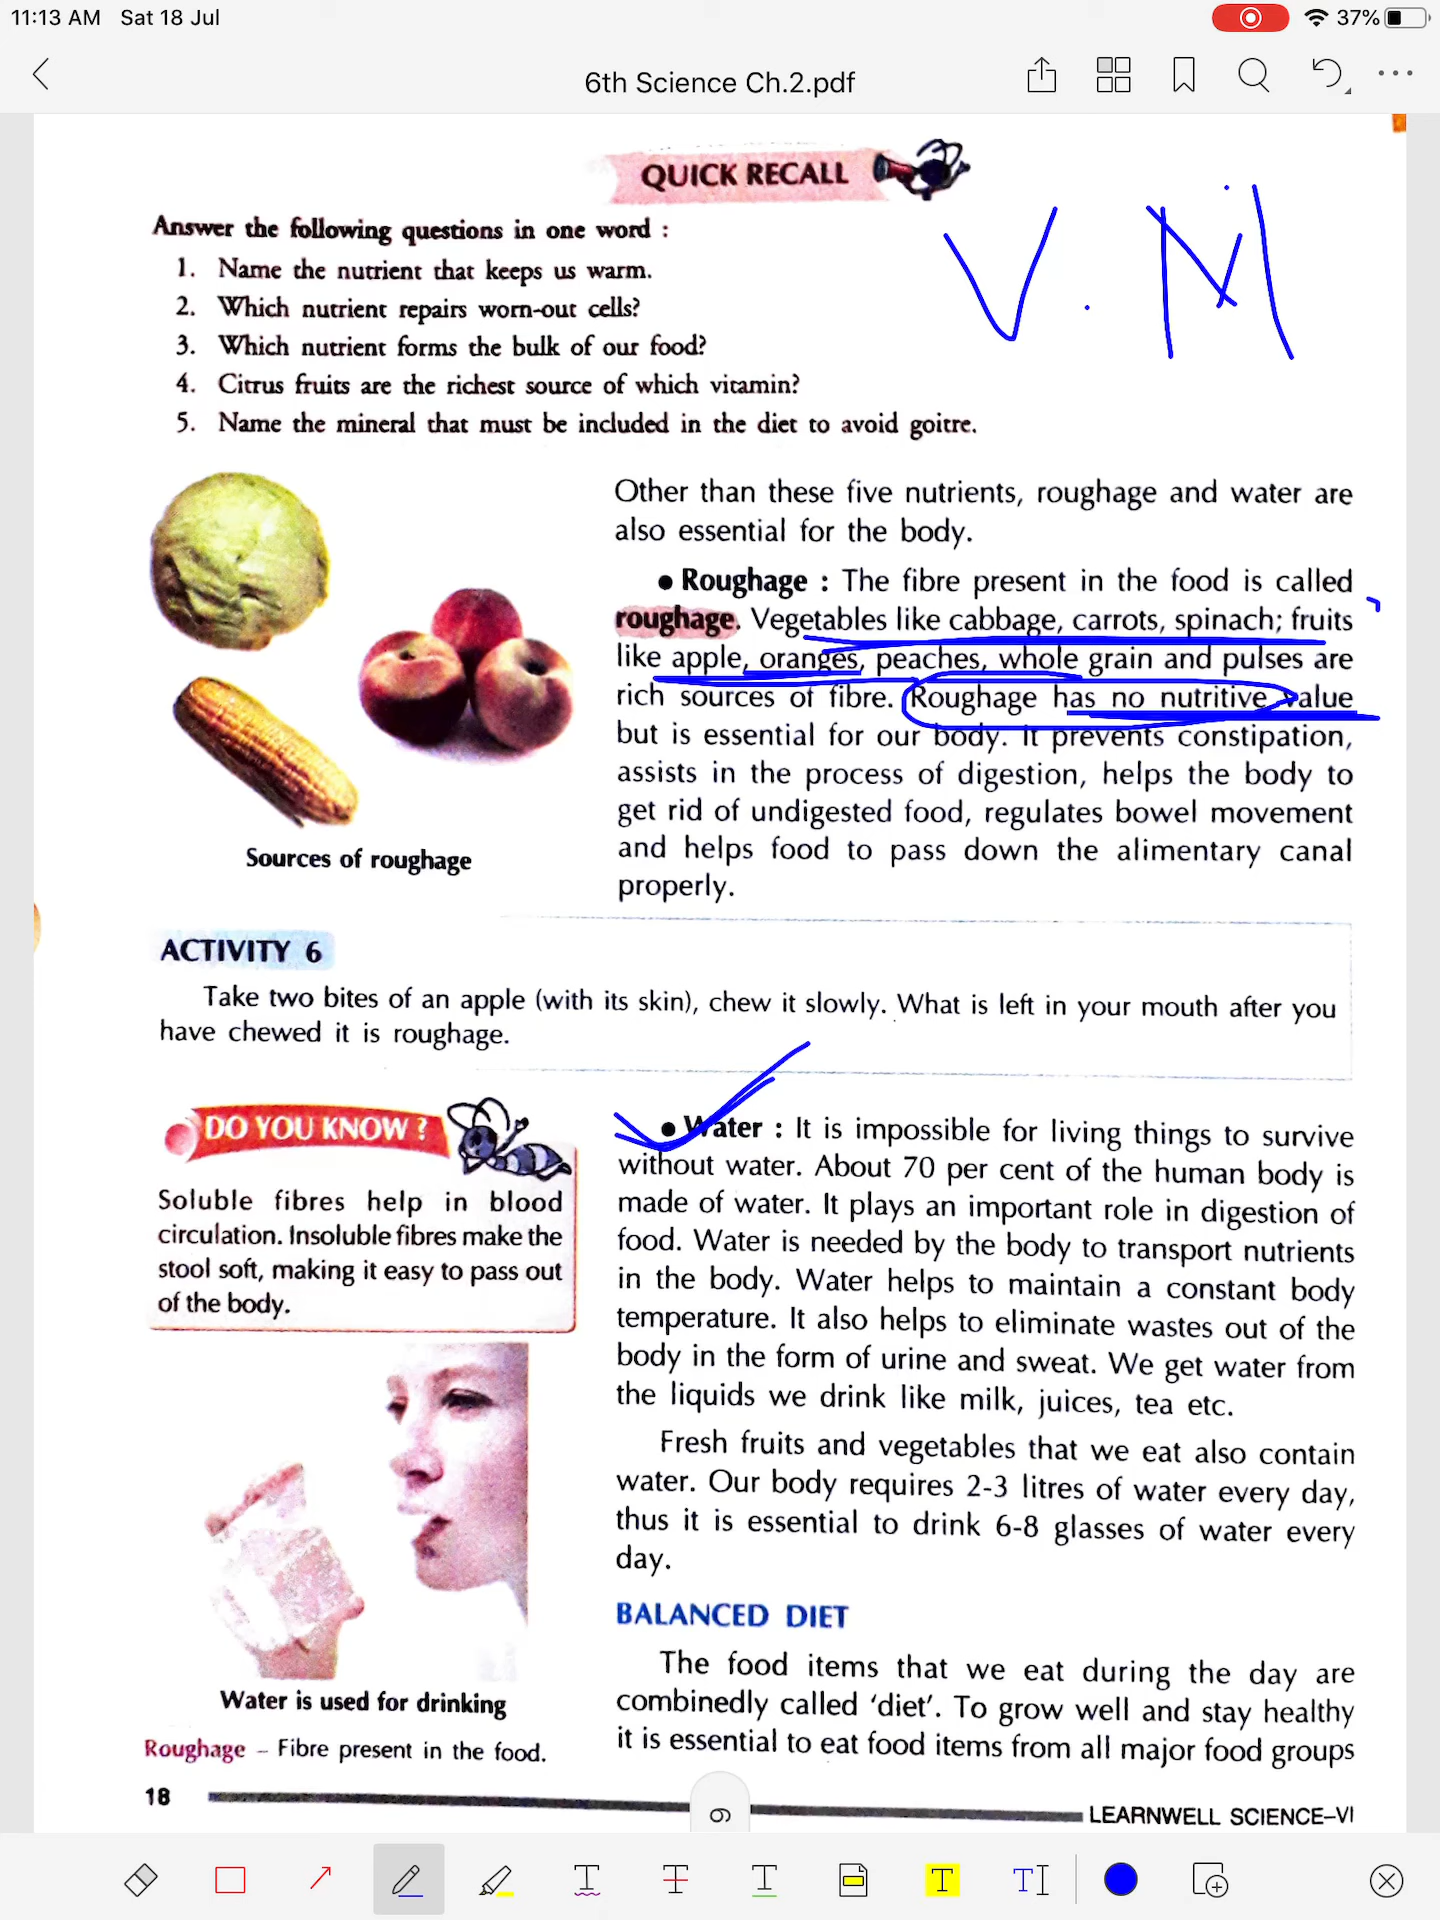 11:13 AM Sat 18 Jul 37%
6th Science Ch.2.pdf
QUICK RECALL
V. M
Answer the following questions in one word :
1. Name the nutrient that keeps us warm.
2. Which nutrient repairs worn-out cells?
3. Which nutrient forms the bulk of our food?
4. Citrus fruits are the richest source of which vitamin?
5. Name the mineral that must be included in the diet to avoid goitre.
Other than these five nutrients, roughage and water are
also essential for the body.
• Roughage : The fibre present in the food is called
roughage. Vegetables like cabbage, carrots, spinach; fruits
like apple, oranges, peaches, whole grain and pulses are
rich sources of fibre. Roughage has no nutritive value
but is essential for our body. It prevents constipation,
assists in the process of digestion, helps the body to
get rid of undigested food, regulates bowel movement
and helps food to pass down the alimentary canal
properly.
Sources of roughage
ACTIVITY 6
Take two bites of an apple (with its skin), chew it slowly. What is left in your mouth after you
have chewed it is roughage.
DO YOU KNOW ?
Soluble fibres help in blood
circulation. Insoluble fibres make the
stool soft, making it easy to pass out
of the body.
• Water : It is impossible for living things to survive
without water. About 70 per cent of the human body is
made of water. It plays an important role in digestion of
food. Water is needed by the body to transport nutrients
in the body. Water helps to maintain a constant body
temperature. It also helps to eliminate wastes out of the
body in the form of urine and sweat. We get water from
the liquids we drink like milk, juices, tea etc.
Fresh fruits and vegetables that we eat also contain
water. Our body requires 2-3 litres of water every day,
thus it is essential to drink 6-8 glasses of water every
day.
BALANCED DIET
The food items that we eat during the day are
combinedly called ‘diet’. To grow well and stay healthy
it is essential to eat food items from all major food groups
Water is used for drinking
Roughage – Fibre present in the food.
18
9
LEARNWELL SCIENCE–VI
T T T T T